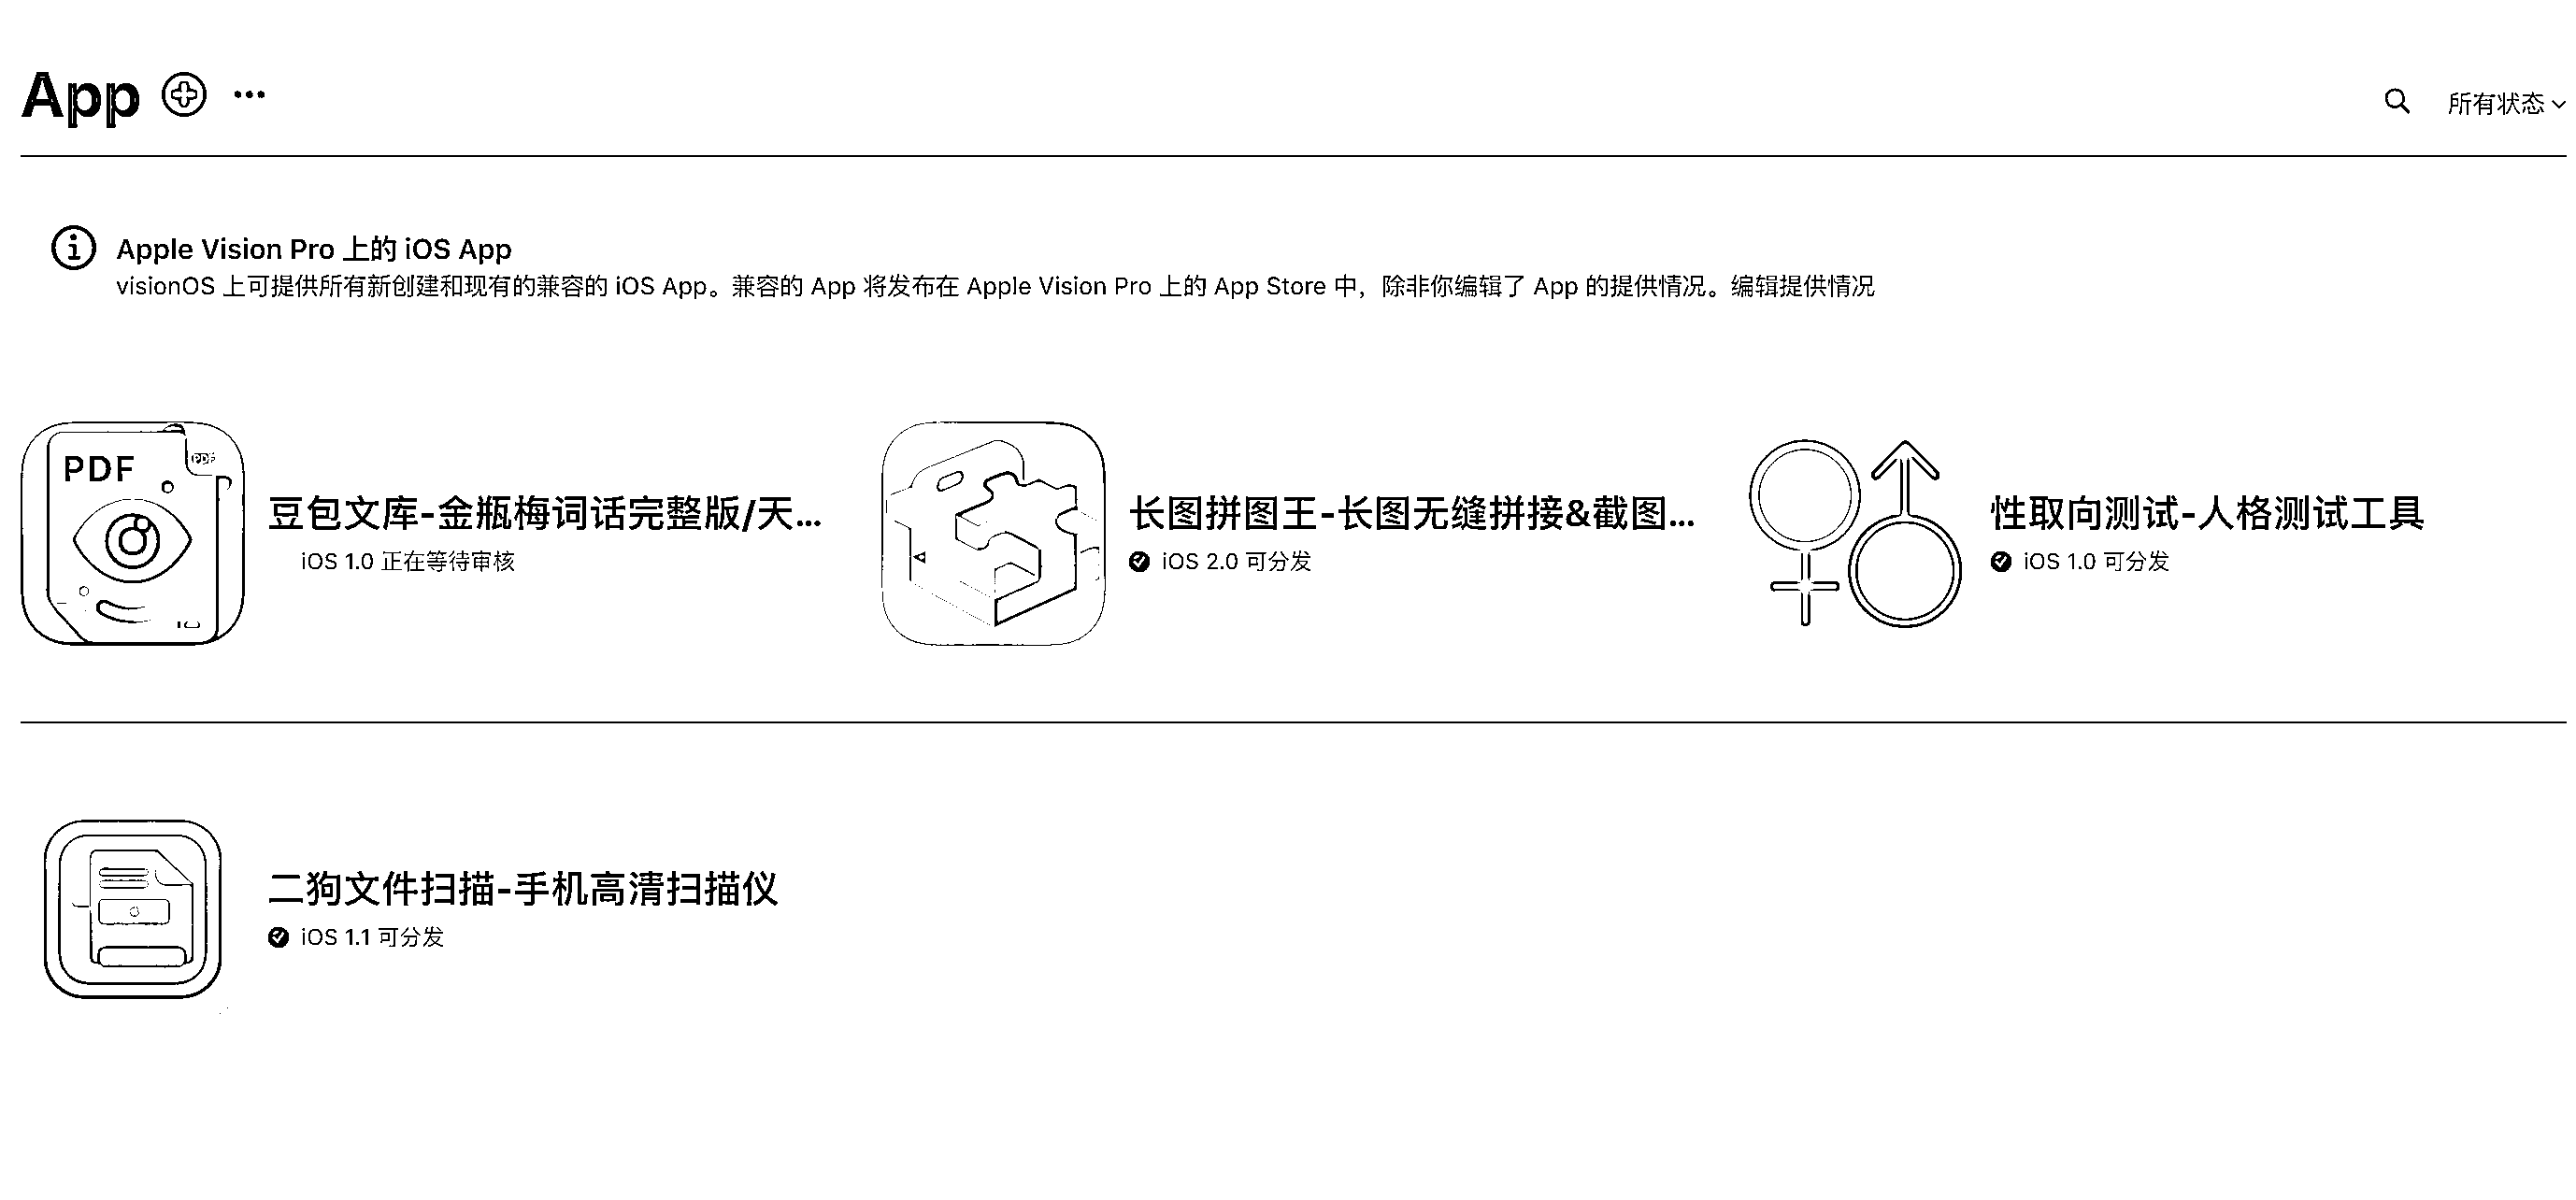 App
所有状态
Apple Vision Pro 上的 iOS App
visionOS 上可提供所有新创建和现有的兼容的 iOS App。兼容的 App 将发布在 Apple Vision Pro 上的 App Store 中，除非你编辑了 App 的提供情况。编辑提供情况
PDF
PDF
豆包文库-金瓶梅词话完整版/天...
iOS 1.0 正在等待审核
长图拼图王-长图无缝拼接&截图...
iOS 2.0 可分发
性取向测试-人格测试工具
iOS 1.0 可分发
二狗文件扫描-手机高清扫描仪
iOS 1.1 可分发